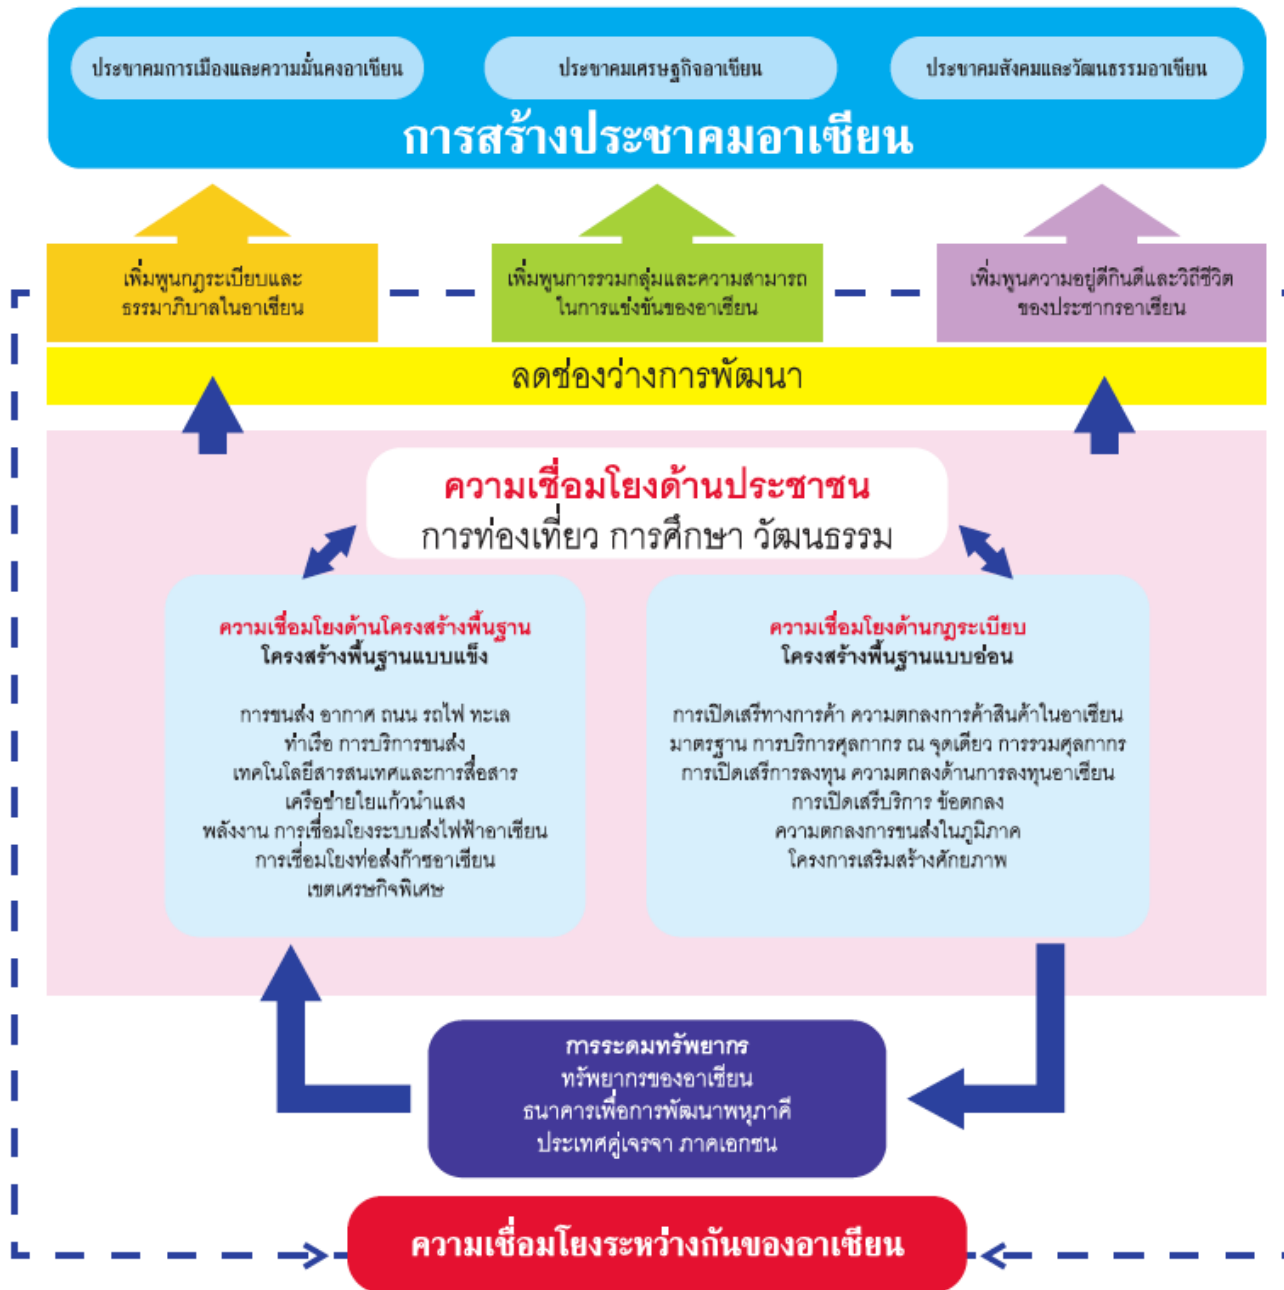 ประชาคมการเมืองและความมั่นคงอาเซียน
ประชาคมเศรษฐกิจอาเซียน
ประชาคมสังคมและวัฒนธรรมอาเซียน
การสร้างประชาคมอาเซียน
เพิ่มพูนกฎระเบียบและ
ธรรมาภิบาลในอาเซียน
เพิ่มพูนการรวมกลุ่มและความสามารถ
ในการแข่งขันของอาเซียน
เพิ่มพูนความอยู่ดีกินดีและวิถีชีวิต
ของประชากรอาเซียน
ลดช่องว่างการพัฒนา
ความเชื่อมโยงด้านประชาชน
การท่องเที่ยว การศึกษา วัฒนธรรม
ความเชื่อมโยงด้านโครงสร้างพื้นฐาน
โครงสร้างพื้นฐานแบบแข็ง
การขนส่ง อากาศ ถนน รถไฟ ทะเล
ท่าเรือ การบริการขนส่ง
เทคโนโลยีสารสนเทศและการสื่อสาร
เครือข่ายใยแก้วนำแสง
พลังงาน การเชื่อมโยงระบบส่งไฟฟ้าอาเซียน
การเชื่อมโยงท่อส่งก๊าซอาเซียน
เขตเศรษกิจพิเศษ
ความเชื่อมโยงด้านกฎระเบียบ
โครงสร้างพื้นฐานแบบอ่อน
การเปิดเสรีทางการค้า ความตกลงการค้าสินค้าในอาเซียน
มาตรฐาน การบริการศุลกากร ณ จุดเดียว การรวมศุลกากร
การเปิดเสรีการลงทุน ความตกลงด้านการลงทุนอาเซียน
การเปิดเสรีบริการ ข้อตกลง
ความตกลงการขนส่งในภูมิภาค
โครงการเสริมสร้างศักยภาพ
การระดมทรัพยากร
ทรัพยากรของอาเซียน
ธนาคารเพื่อการพัฒนาพหุภาคี
ประเทศคู่เจรจา ภาคเอกชน
ความเชื่อมโยงระหว่างกันของอาเซียน